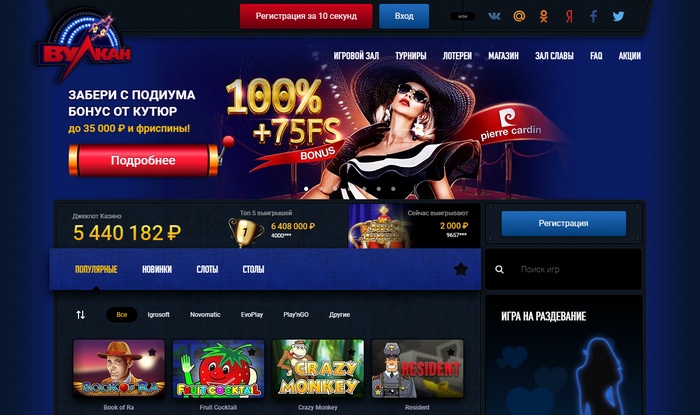 Регистрация за 10 секунд
Вход
или
ВУЛКАН
ИГРОВОЙ ЗАЛ
ТУРНИРЫ
ЛОТЕРЕИ
МАГАЗИН
ЗАЛ СЛАВЫ
FAQ
АКЦИИ
ЗАБЕРИ С ПОДИУМА
БОНУС ОТ КУТЮР
до 35 000 ₽ и фриспины!
Подробнее
100%
+75FS
BONUS
pierre cardin
Джекпот Казино
5 440 182 ₽
Топ 5 выигрышей
1
6 408 000 ₽
4000***
Сейчас выигрывают
2 000 ₽
9657***
Регистрация
ПОПУЛЯРНЫЕ
НОВИНКИ
СЛОТЫ
СТОЛЫ
Поиск игр
Все
Igrosoft
Novomatic
EvoPlay
Play'nGO
Другие
ИГРА НА РАЗДЕВАНИЕ
BOOK OF RA
FRUIT COCKTAIL
CRAZY
MONKEY
RESIDENT
Book of Ra
Fruit Cocktail
Crazy Monkey
Resident